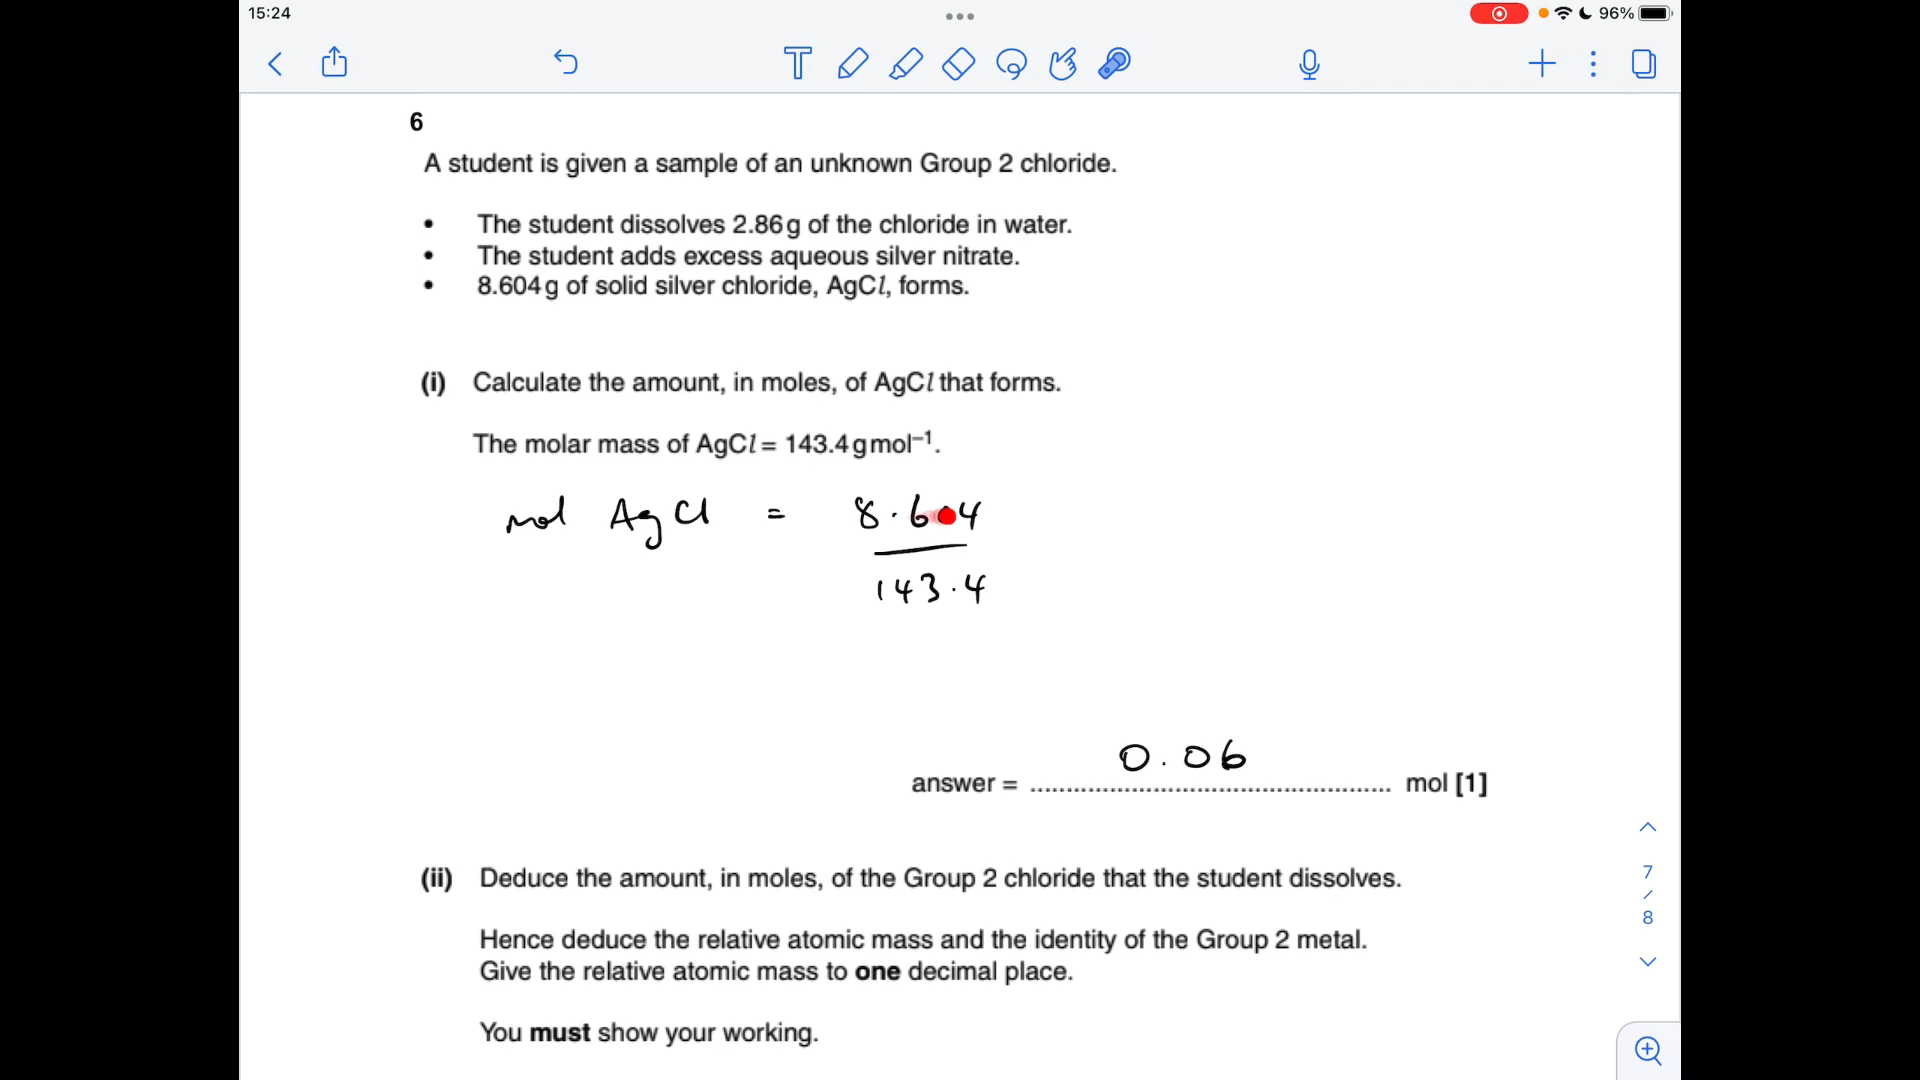 15:24
96%
6
A student is given a sample of an unknown Group 2 chloride.
• The student dissolves 2.86 g of the chloride in water.
• The student adds excess aqueous silver nitrate.
• 8.604 g of solid silver chloride, AgCl, forms.
(i) Calculate the amount, in moles, of AgCl that forms.
The molar mass of AgCl = 143.4 g mol⁻¹.
mol AgCl = 8.604
143.4
0.06
answer = .................................................... mol [1]
(ii) Deduce the amount, in moles, of the Group 2 chloride that the student dissolves.
Hence deduce the relative atomic mass and the identity of the Group 2 metal.
Give the relative atomic mass to one decimal place.
You must show your working.
7
/
8